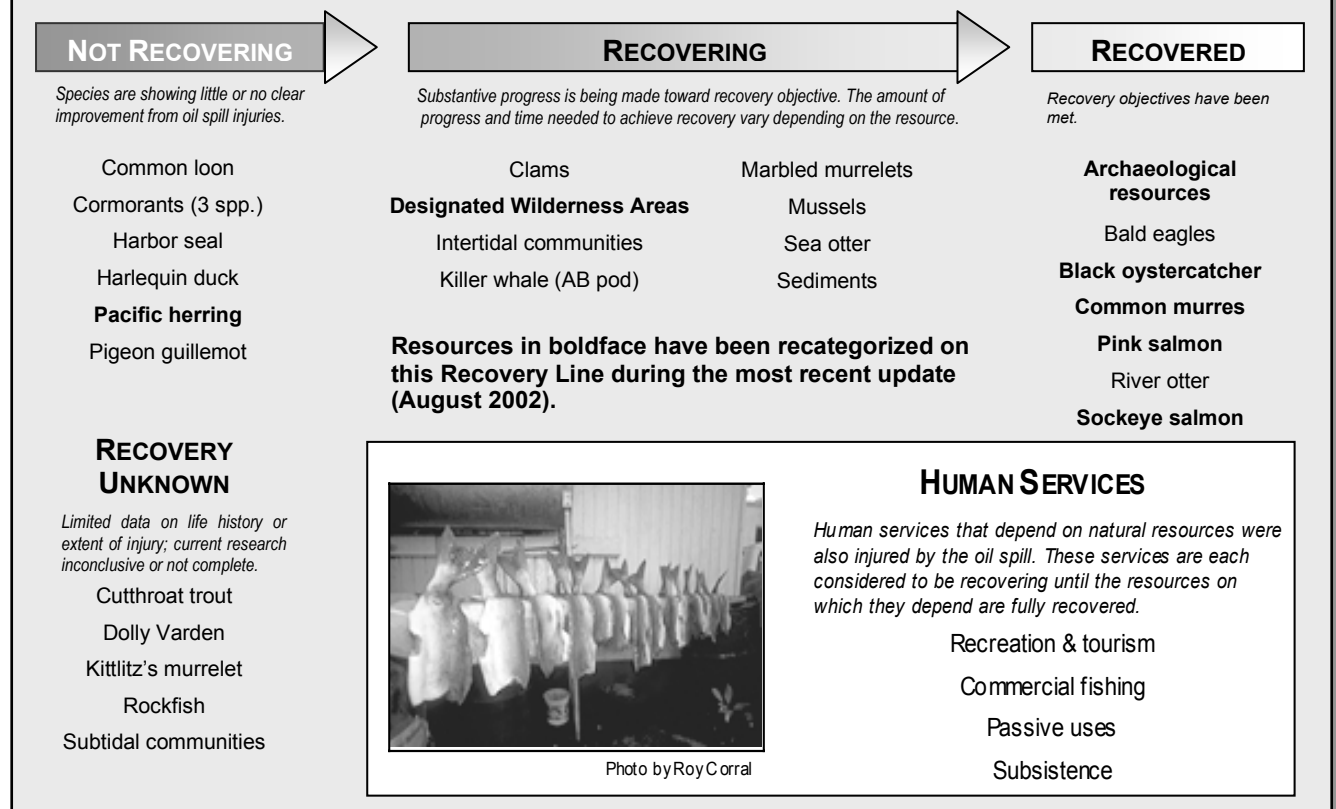 NOT RECOVERING
Species are showing little or no clear
improvement from oil spill injuries.
Common loon
Cormorants (3 spp.)
Harbor seal
Harlequin duck
Pacific herring
Pigeon guillemot
RECOVERING
Substantive progress is being made toward recovery objective. The amount of
progress and time needed to achieve recovery vary depending on the resource.
Clams
Designated Wilderness Areas
Intertidal communities
Killer whale (AB pod)
Marbled murrelets
Mussels
Sea otter
Sediments
Resources in boldface have been recategorized on
this Recovery Line during the most recent update
(August 2002).
RECOVERED
Recovery objectives have been
met.
Archaeological
resources
Bald eagles
Black oystercatcher
Common murres
Pink salmon
River otter
Sockeye salmon
RECOVERY
UNKNOWN
Limited data on life history or
extent of injury; current research
inconclusive or not complete.
Cutthroat trout
Dolly Varden
Kittlitz's murrelet
Rockfish
Subtidal communities
Photo by Roy Corral
HUMAN SERVICES
Human services that depend on natural resources were
also injured by the oil spill. These services are each
considered to be recovering until the resources on
which they depend are fully recovered.
Recreation & tourism
Commercial fishing
Passive uses
Subsistence